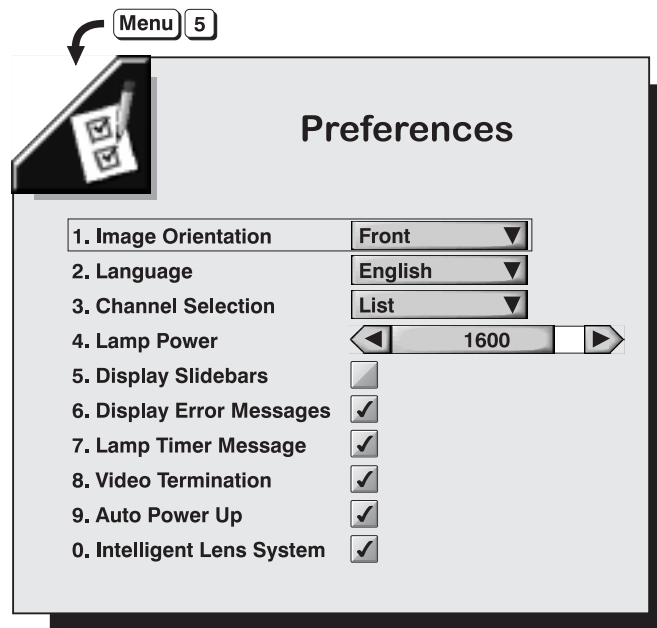 Menu 5
Preferences
1. Image Orientation Front
2. Language English
3. Channel Selection List
4. Lamp Power 1600
5. Display Slidebars
6. Display Error Messages
7. Lamp Timer Message
8. Video Termination
9. Auto Power Up
0. Intelligent Lens System